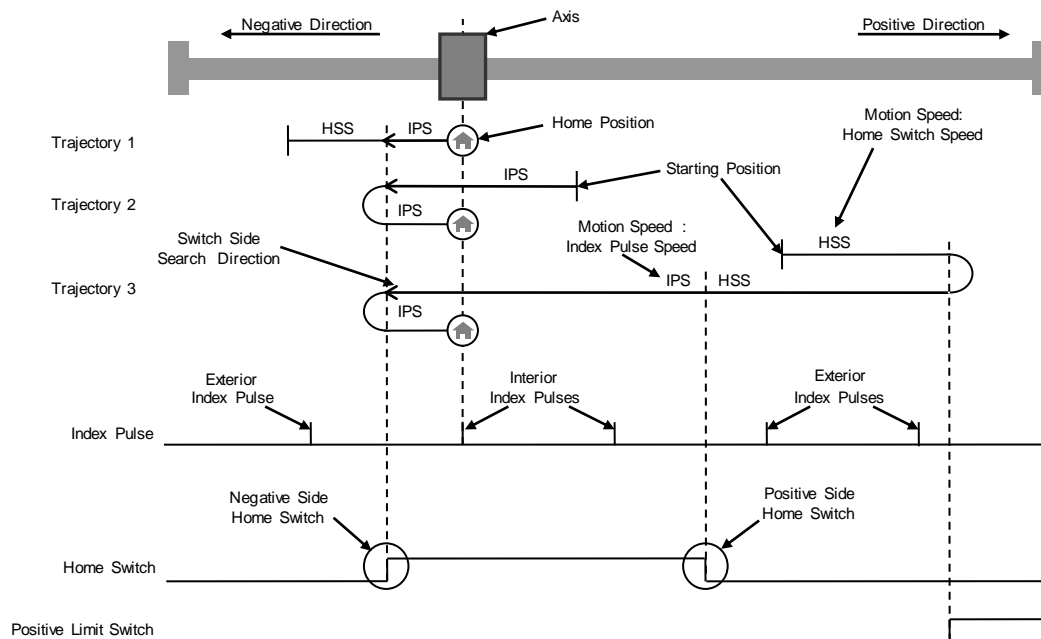 Negative Direction
Axis
Positive Direction
Trajectory 1
HSS
IPS
Home Position
Motion Speed:
Home Switch Speed
Trajectory 2
IPS
IPS
Starting Position
Switch Side
Search Direction
Motion Speed :
Index Pulse Speed
HSS
Trajectory 3
IPS
HSS
IPS
Exterior
Index Pulse
Interior
Index Pulses
Exterior
Index Pulses
Index Pulse
Negative Side
Home Switch
Positive Side
Home Switch
Home Switch
Positive Limit Switch